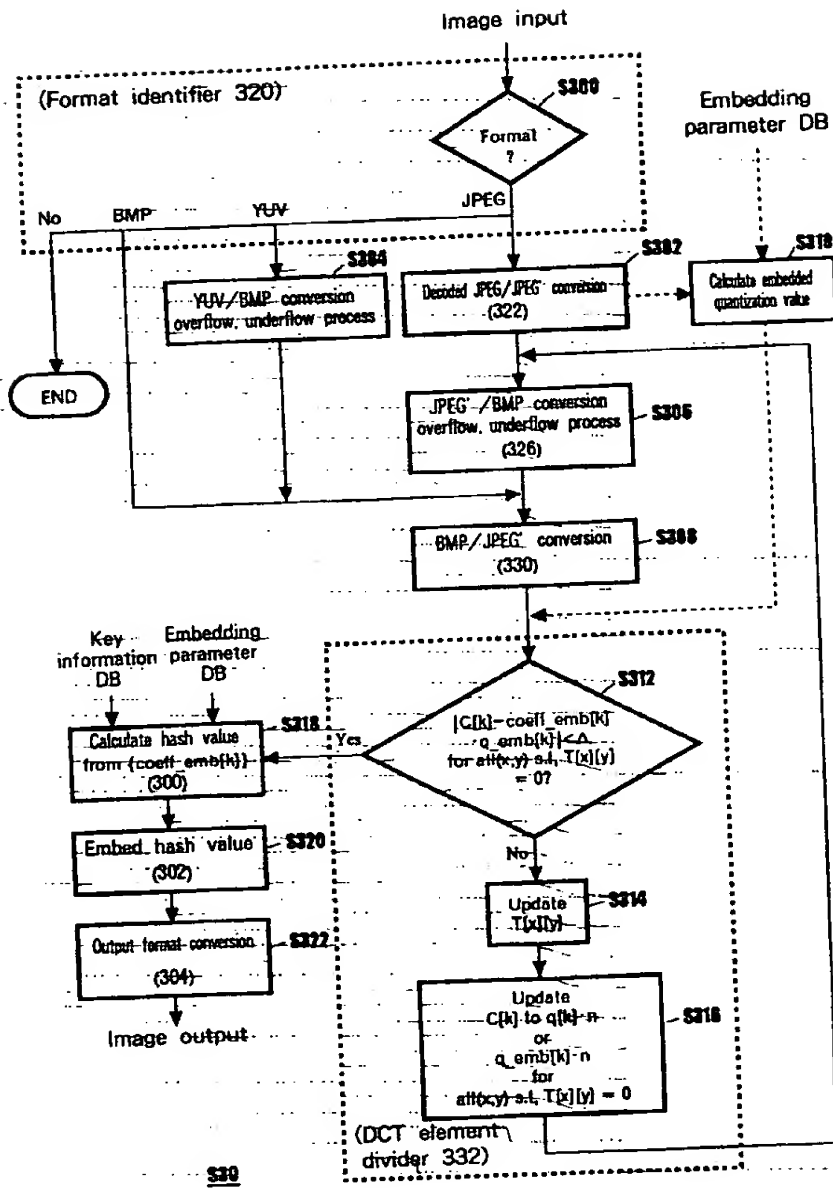 Image input
(Format identifier 320)
S300
Format
?
Embedding
parameter DB
No
BMP
YUV
JPEG
S304
YUV/BMP conversion
overflow, underflow process
S302
Decoded JPEG/JPEG' conversion
(322)
S310
Calculate embedded
quantization value
END
JPEG' /BMP conversion
overflow, underflow process
(326)
S306
BMP/JPEG' conversion
(330)
S308
Key
information
DB
Embedding
parameter
DB
S312
|C[k]-coeff_emb[k]
·q_emb[k]|<Δ
for all(x,y) s.t, T[x][y]
= 0?
Yes
S318
Calculate hash value
from {coeff_emb[k]}
(300)
S320
Embed hash value
(302)
No
S314
Update
T[x][y]
S322
Output format conversion
(304)
Image output
Update
C[k] to q[k]·n
or
q_emb[k]·n
for
all(x,y) s.t, T[x][y] = 0
S316
(DCT element
divider 332)
S30